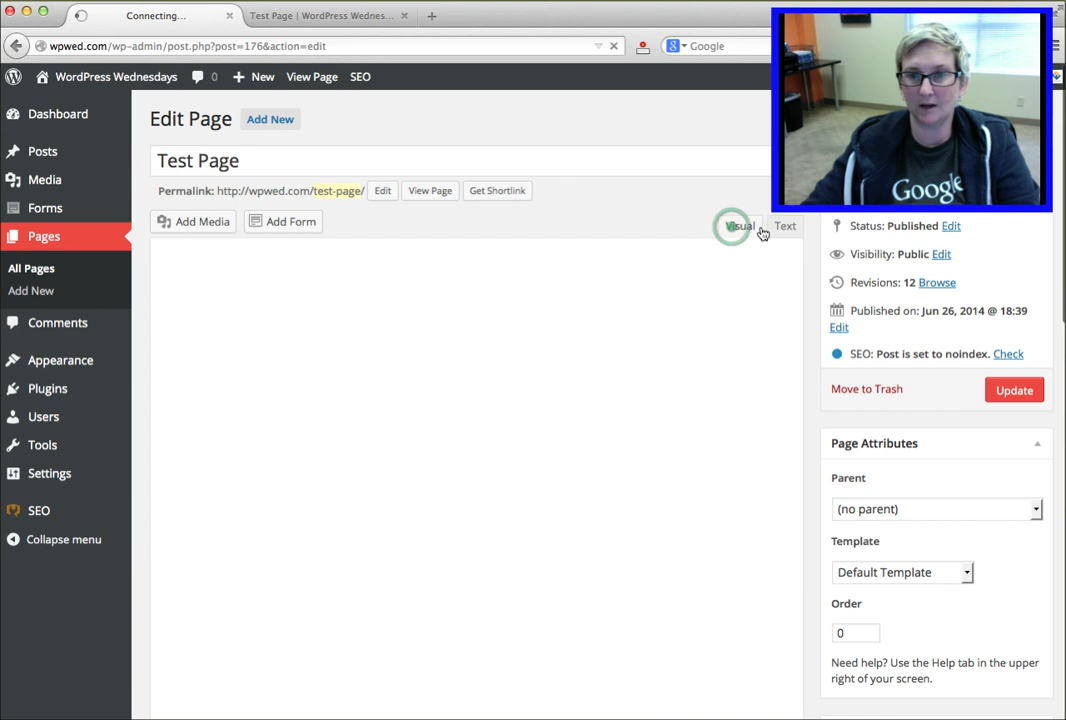 Connecting...
Test Page | WordPress Wednes...
wpwed.com/wp-admin/post.php?post=176&action=edit
Google
WordPress Wednesdays
0
New
View Page
SEO
Dashboard
Posts
Media
Forms
Pages
All Pages
Add New
Comments
Appearance
Plugins
Users
Tools
Settings
SEO
Collapse menu
Edit Page
Add New
Test Page
Permalink: http://wpwed.com/test-page/
Edit
View Page
Get Shortlink
Add Media
Add Form
Visual
Text
Google
Status: Published Edit
Visibility: Public Edit
Revisions: 12 Browse
Published on: Jun 26, 2014 @ 18:39
Edit
SEO: Post is set to noindex. Check
Move to Trash
Update
Page Attributes
Parent
(no parent)
Template
Default Template
Order
0
Need help? Use the Help tab in the upper
right of your screen.